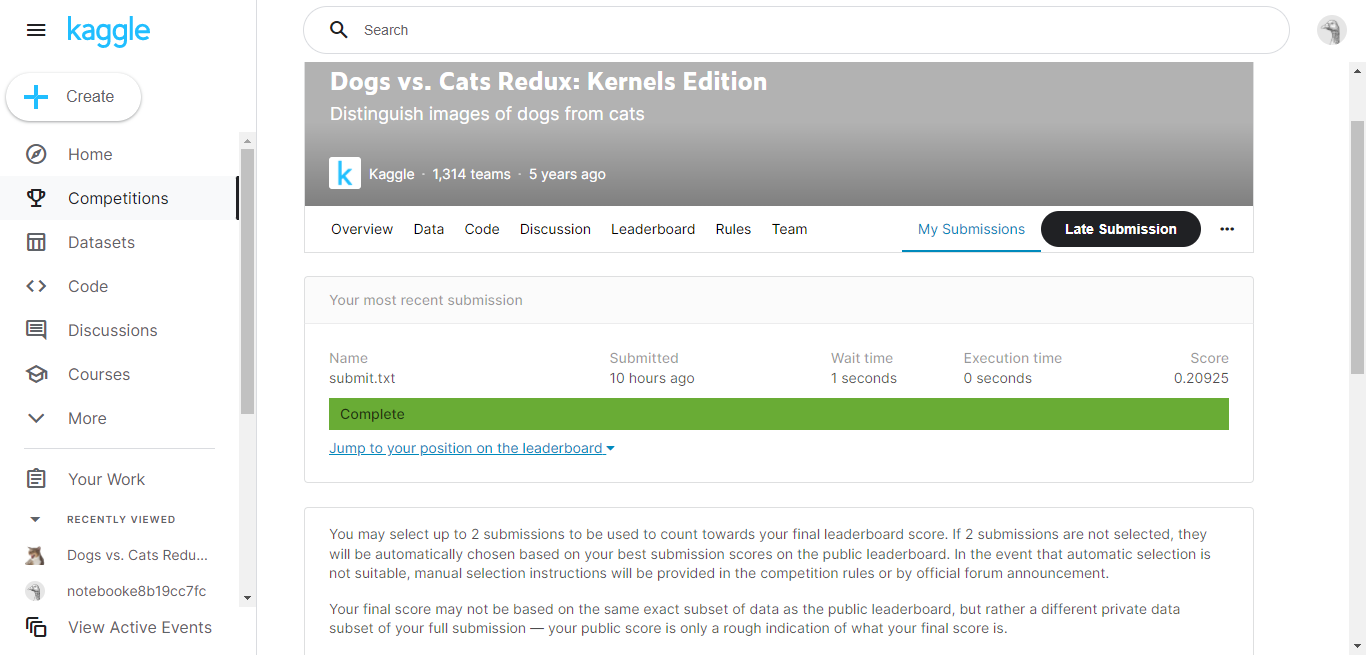 kaggle
Search
Create
Home
Competitions
Datasets
Code
Discussions
Courses
More
Your Work
RECENTLY VIEWED
Dogs vs. Cats Redu...
notebooke8b19cc7fc
View Active Events
Dogs vs. Cats Redux: Kernels Edition
Distinguish images of dogs from cats
k Kaggle · 1,314 teams · 5 years ago
Overview Data Code Discussion Leaderboard Rules Team My Submissions Late Submission
Your most recent submission
Name Submitted Wait time Execution time Score
submit.txt 10 hours ago 1 seconds 0 seconds 0.20925
Complete
Jump to your position on the leaderboard
You may select up to 2 submissions to be used to count towards your final leaderboard score. If 2 submissions are not selected, they
will be automatically chosen based on your best submission scores on the public leaderboard. In the event that automatic selection is
not suitable, manual selection instructions will be provided in the competition rules or by official forum announcement.
Your final score may not be based on the same exact subset of data as the public leaderboard, but rather a different private data
subset of your full submission — your public score is only a rough indication of what your final score is.